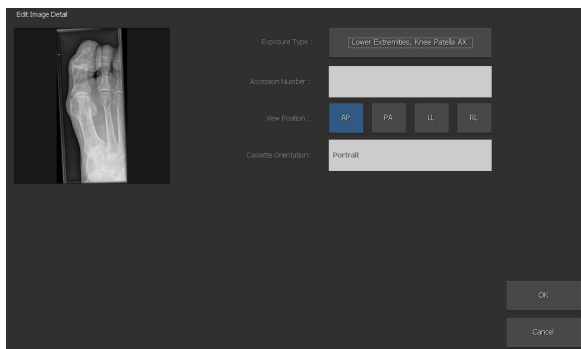 Edit Image Detail
Exposure Type :
Lower Extremities, Knee Patella AX
Accession Number :
View Position :
AP
PA
LL
RL
Cassette Orientation:
Portrait
OK
Cancel